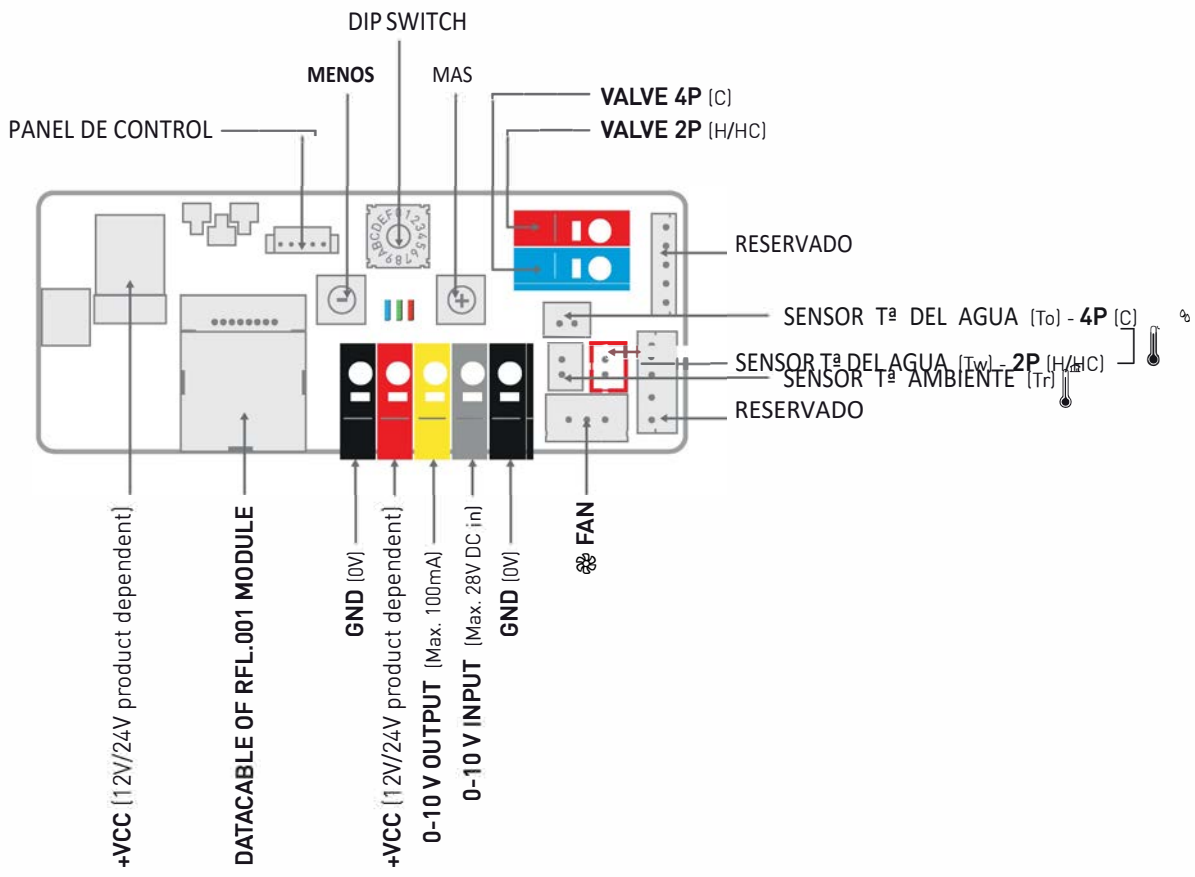 DIP SWITCH
MENOS
MAS
VALVE 4P (C)
PANEL DE CONTROL
VALVE 2P (H/HC)
0123456789ABCDEF
RESERVADO
SENSOR Tª DEL AGUA (To) - 4P (C)
SENSOR Tª DEL AGUA (Tw) - 2P (H/HC)
SENSOR Tª AMBIENTE (Tr)
RESERVADO
+VCC (12V/24V product dependent)
DATACABLE OF RFL.001 MODULE
GND (0V)
+VCC (12V/24V product dependent)
0-10 V OUTPUT (Max. 100mA)
0-10 V INPUT (Max. 28V DC in)
GND (0V)
FAN